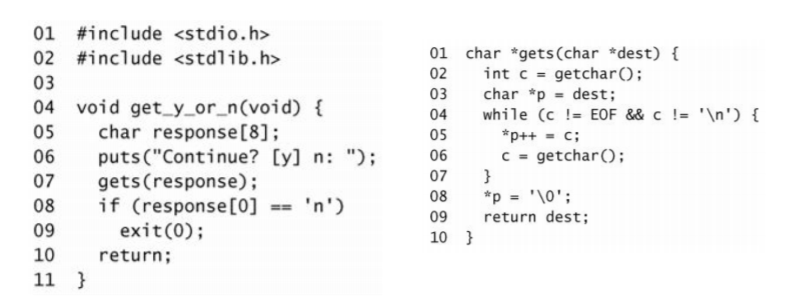 01 #include <stdio.h>
02 #include <stdlib.h>
03
04 void get_y_or_n(void) {
05   char response[8];
06   puts("Continue? [y] n: ");
07   gets(response);
08   if (response[0] == 'n')
09     exit(0);
10   return;
11 }
01 char *gets(char *dest) {
02   int c = getchar();
03   char *p = dest;
04   while (c != EOF && c != '\n') {
05     *p++ = c;
06     c = getchar();
07   }
08   *p = '\0';
09   return dest;
10 }